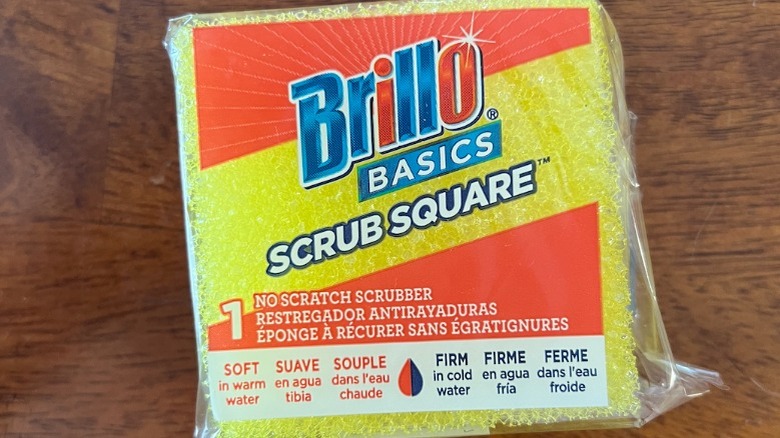 Brillo®
BASICS
SCRUB SQUARE™
1 NO SCRATCH SCRUBBER
RESTREGADOR ANTIRAYADURAS
ÉPONGE À RÉCURER SANS ÉGRATIGNURES
SOFT
in warm
water
SUAVE
en agua
tibia
SOUPLE
dans l'eau
chaude
FIRM
in cold
water
FIRME
en agua
fría
FERME
dans l'eau
froide